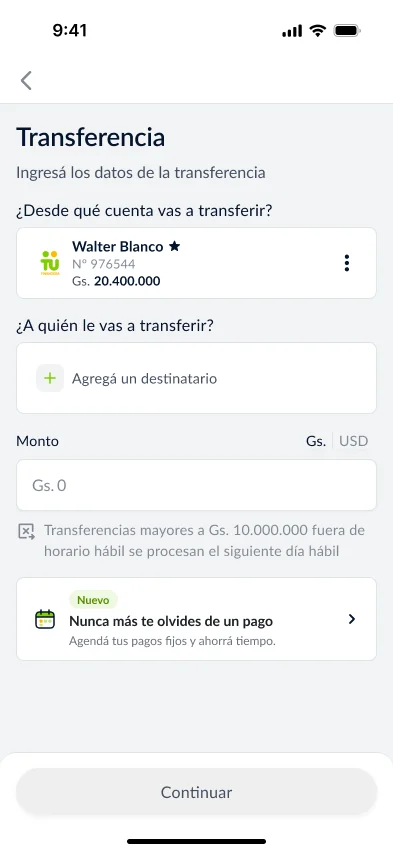 9:41
Transferencia
Ingresá los datos de la transferencia
¿Desde qué cuenta vas a transferir?
Walter Blanco
TU
N° 976544
Gs. 20.400.000
¿A quién le vas a transferir?
Agregá un destinatario
Monto
Gs.
USD
Gs. 0
Transferencias mayores a Gs. 10.000.000 fuera de
horario hábil se procesan el siguiente día hábil
Nuevo
Nunca más te olvides de un pago
Agendá tus pagos fijos y ahorrá tiempo.
Continuar